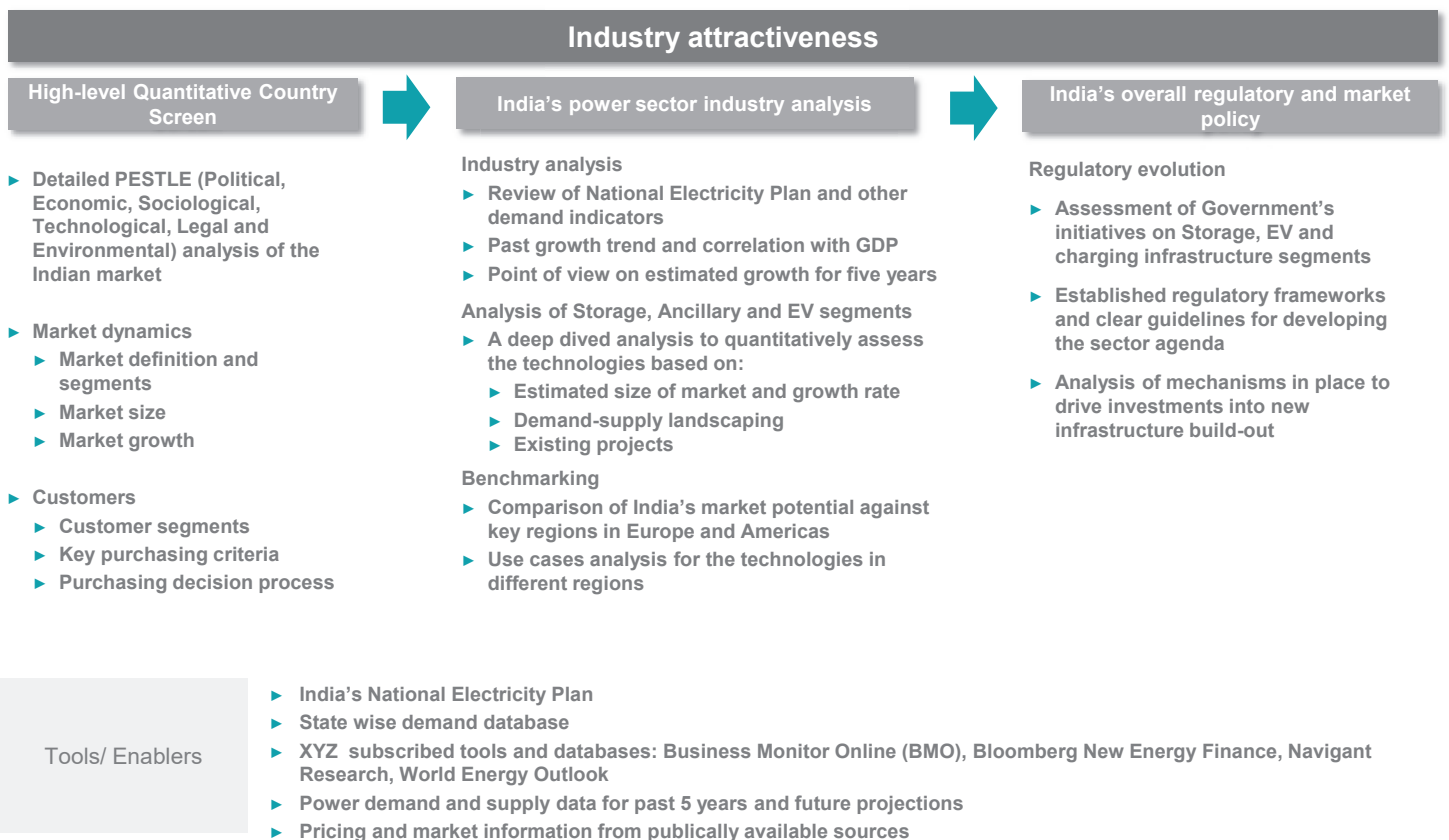 Industry attractiveness
High-level Quantitative Country
Screen
► Detailed PESTLE (Political,
Economic, Sociological,
Technological, Legal and
Environmental) analysis of the
Indian market
► Market dynamics
► Market definition and
segments
► Market size
► Market growth
► Customers
► Customer segments
► Key purchasing criteria
► Purchasing decision process
India's power sector industry analysis
Industry analysis
► Review of National Electricity Plan and other
demand indicators
► Past growth trend and correlation with GDP
► Point of view on estimated growth for five years
Analysis of Storage, Ancillary and EV segments
► A deep dived analysis to quantitatively assess
the technologies based on:
► Estimated size of market and growth rate
► Demand-supply landscaping
► Existing projects
Benchmarking
► Comparison of India's market potential against
key regions in Europe and Americas
► Use cases analysis for the technologies in
different regions
India's overall regulatory and market
policy
Regulatory evolution
► Assessment of Government's
initiatives on Storage, EV and
charging infrastructure segments
► Established regulatory frameworks
and clear guidelines for developing
the sector agenda
► Analysis of mechanisms in place to
drive investments into new
infrastructure build-out
Tools/ Enablers
► India's National Electricity Plan
► State wise demand database
► XYZ subscribed tools and databases: Business Monitor Online (BMO), Bloomberg New Energy Finance, Navigant
Research, World Energy Outlook
► Power demand and supply data for past 5 years and future projections
► Pricing and market information from publically available sources